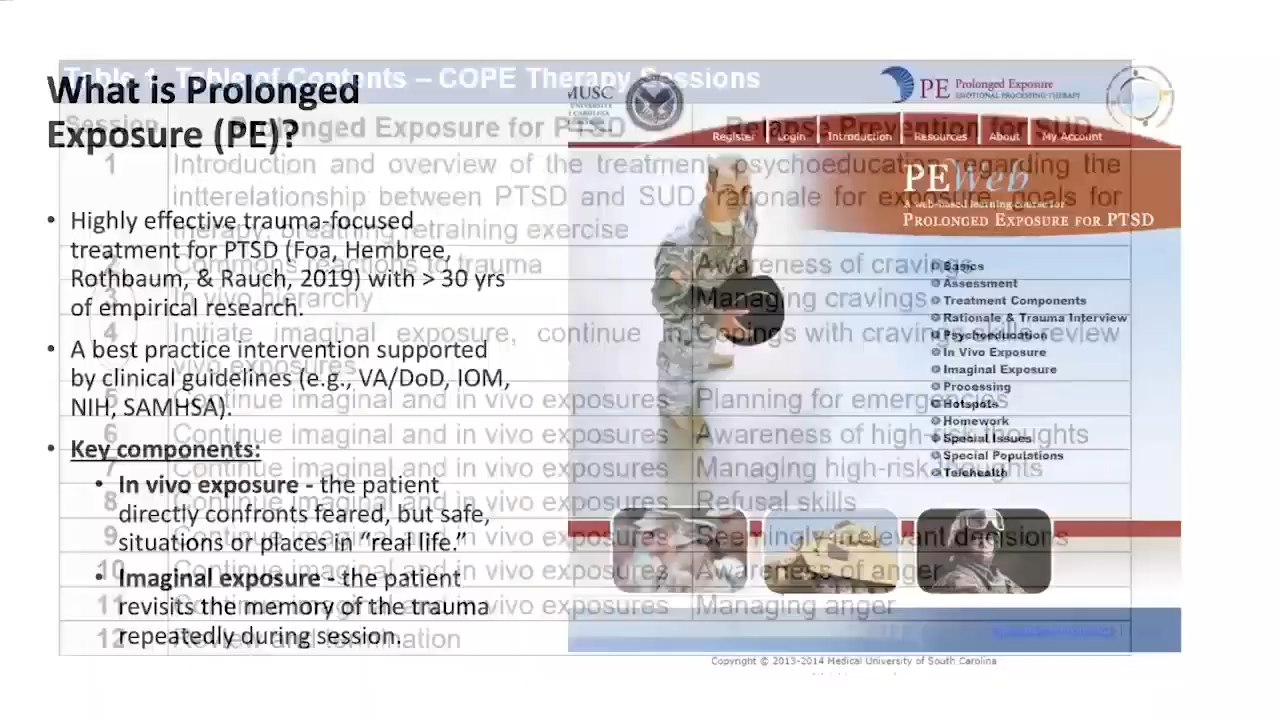 What is Prolonged
Exposure (PE)?
• Highly effective trauma-focused
treatment for PTSD (Foa, Hembree,
Rothbaum, & Rauch, 2019) with > 30 yrs
of empirical research.
• A best practice intervention supported
by clinical guidelines (e.g., VA/DoD, IOM,
NIH, SAMHSA).
• Key components:
• In vivo exposure - the patient
directly confronts feared, but safe,
situations or places in “real life.”
• Imaginal exposure - the patient
revisits the memory of the trauma
repeatedly during session.
Table 1. Table of Contents – COPE Therapy Sessions
Session Prolonged Exposure for PTSD Relapse Prevention for SUD
1 Introduction and overview of the treatment, psychoeducation regarding the
intterelationship between PTSD and SUD, rationale for exposure, goals for
therapy, breathing retraining exercise
Common reactions to trauma Awareness of cravings
3 In vivo hierarchy Managing cravings
4 Initiate imaginal exposure, continue in Copings with cravings skills review
vivo exposures
5 Continue imaginal and in vivo exposures Planning for emergencies
6 Continue imaginal and in vivo exposures Awareness of high-risk thoughts
7 Continue imaginal and in vivo exposures Managing high-risk thoughts
8 Continue imaginal and in vivo exposures Refusal skills
9 Continue imaginal and in vivo exposures Seemingly irrelevant decisions
10 Continue imaginal and in vivo exposures Awareness of anger
11 Continue imaginal and in vivo exposures Managing anger
12 Review and termination
MUSC
PE Prolonged Exposure
EMOTIONAL PROCESSING THERAPY
Register Login Introduction Resources About My Account
PEWeb
A web-based learning course for
PROLONGED EXPOSURE FOR PTSD
Basics
Assessment
Treatment Components
Rationale & Trauma Interview
Psychoeducation
In Vivo Exposure
Imaginal Exposure
Processing
Hotspots
Homework
Special Issues
Special Populations
Telehealth
Copyright © 2013-2014 Medical University of South Carolina